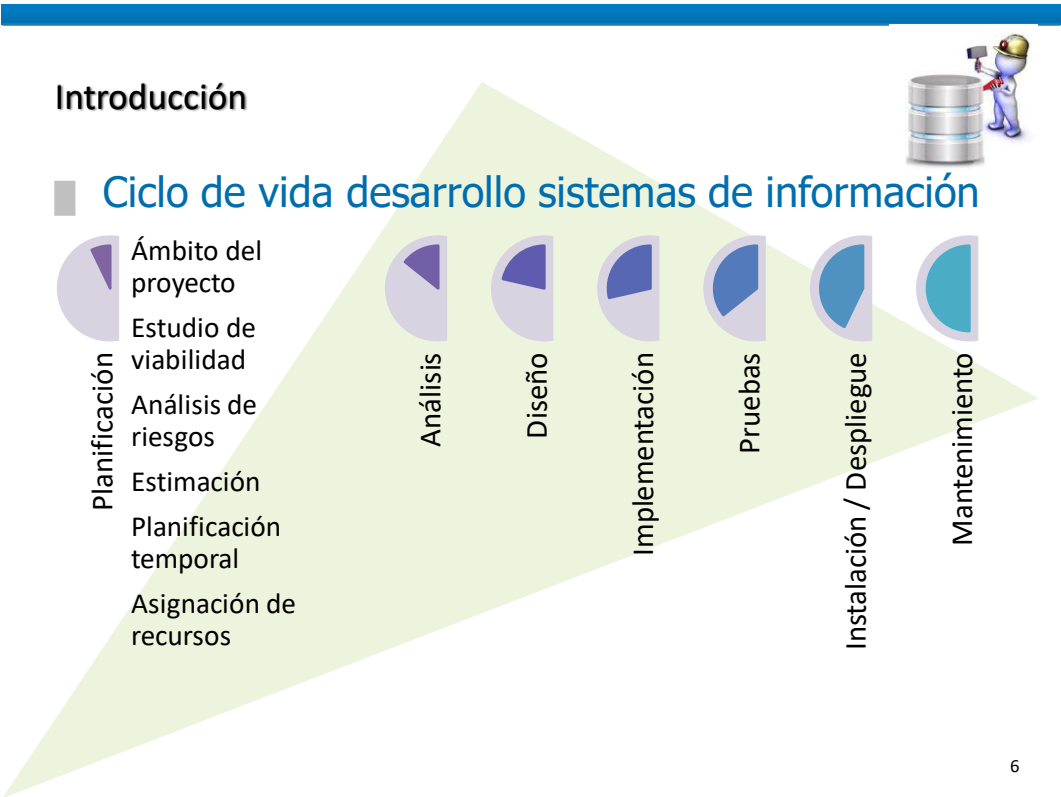 Introducción
Ciclo de vida desarrollo sistemas de información
Planificación
Ámbito del
proyecto
Estudio de
viabilidad
Análisis de
riesgos
Estimación
Planificación
temporal
Asignación de
recursos
Análisis
Diseño
Implementación
Pruebas
Instalación / Despliegue
Mantenimiento
6